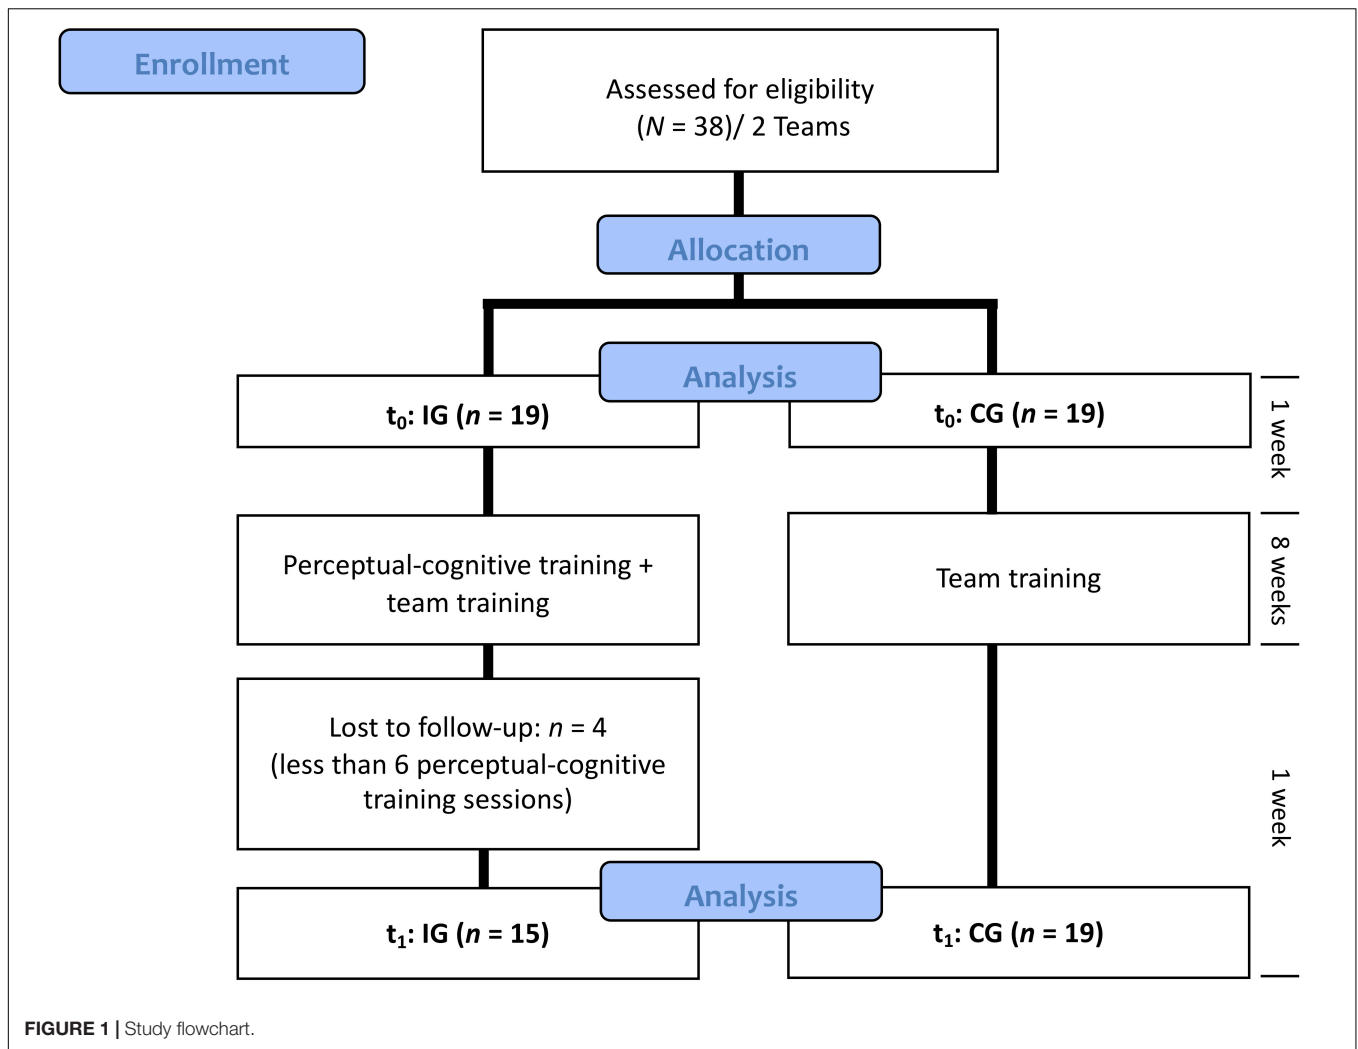 Enrollment
Assessed for eligibility
(N = 38)/ 2 Teams
Allocation
Analysis
t₀: IG (n = 19)
t₀: CG (n = 19)
1 week
Perceptual-cognitive training +
team training
Team training
8 weeks
Lost to follow-up: n = 4
(less than 6 perceptual-cognitive
training sessions)
1 week
Analysis
t₁: IG (n = 15)
t₁: CG (n = 19)
FIGURE 1 | Study flowchart.